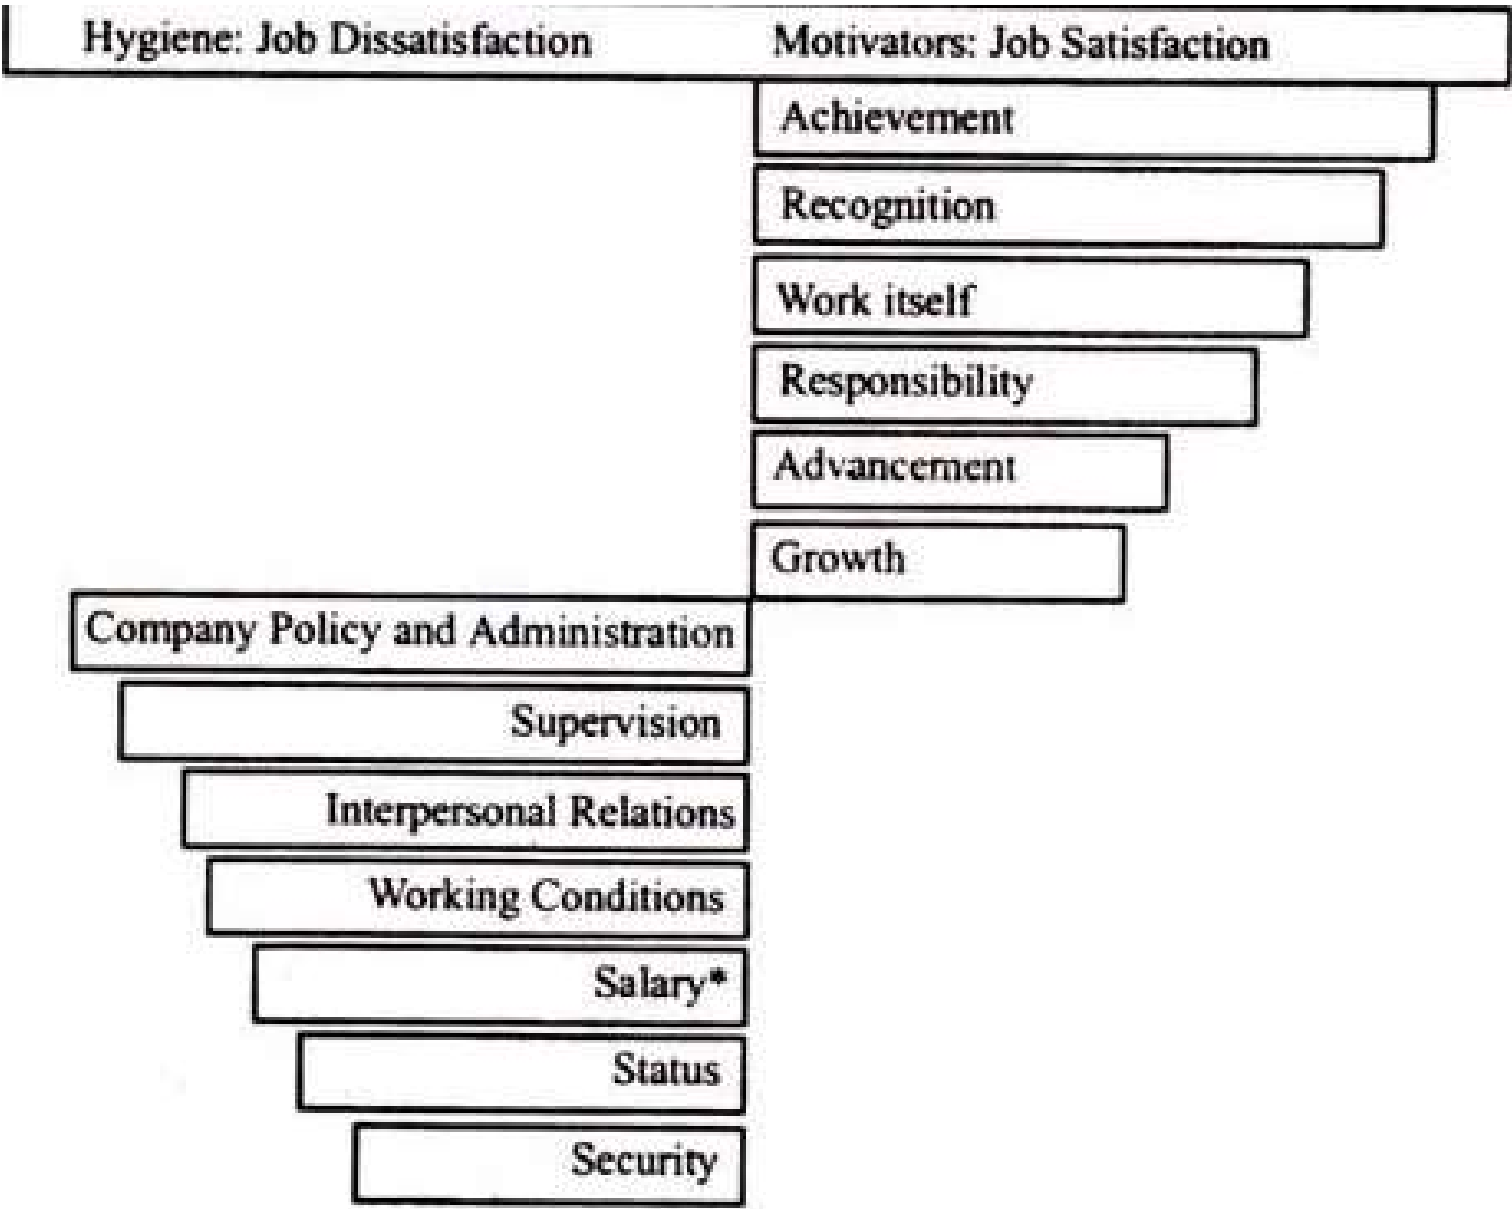 Hygiene: Job Dissatisfaction Motivators: Job Satisfaction
Achievement
Recognition
Work itself
Responsibility
Advancement
Growth
Company Policy and Administration
Supervision
Interpersonal Relations
Working Conditions
Salary*
Status
Security